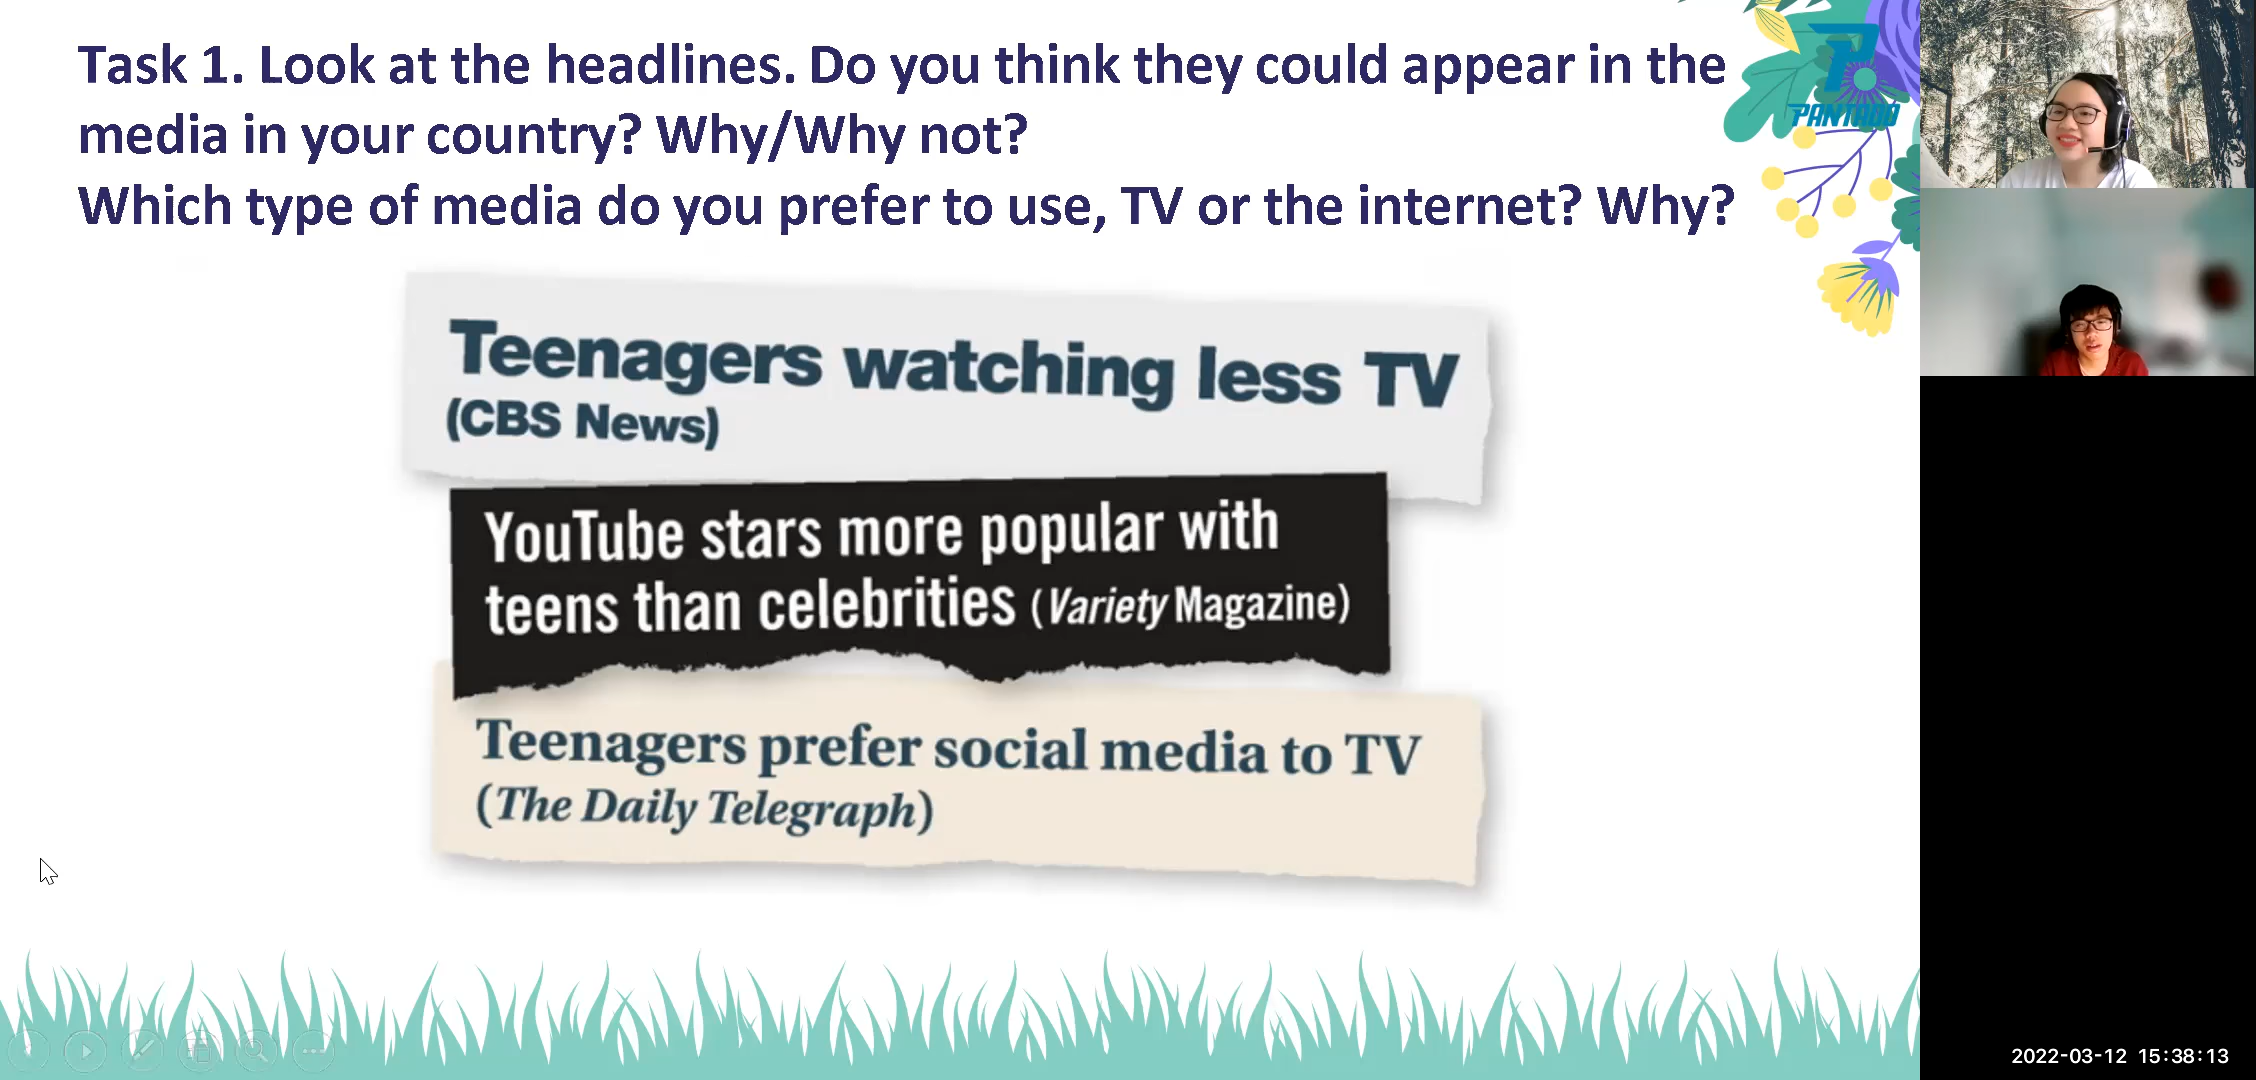 Task 1. Look at the headlines. Do you think they could appear in the
media in your country? Why/Why not?
Which type of media do you prefer to use, TV or the internet? Why?
PANTADO
Teenagers watching less TV
(CBS News)
YouTube stars more popular with
teens than celebrities (Variety Magazine)
Teenagers prefer social media to TV
(The Daily Telegraph)
2022-03-12 15:38:13